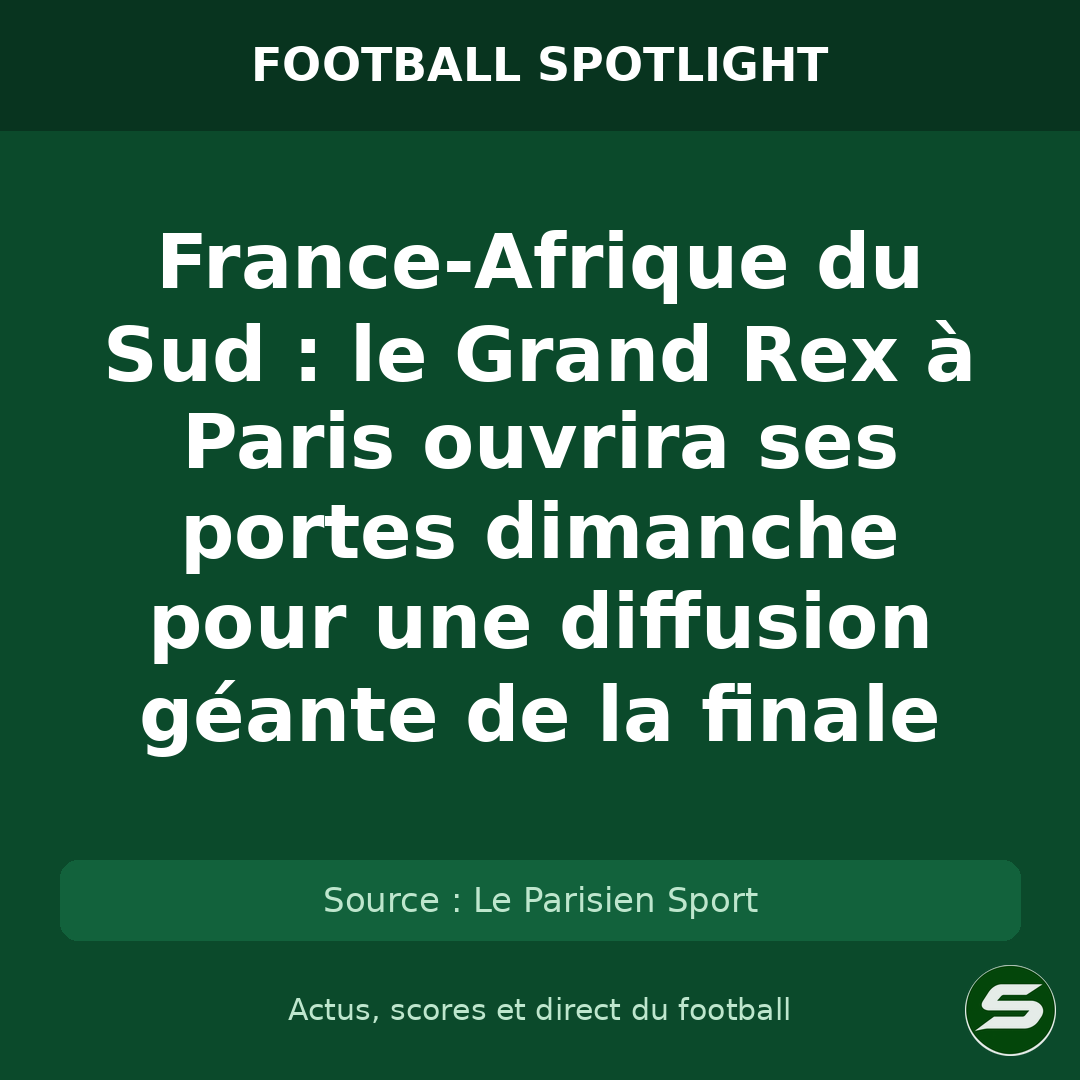 FOOTBALL SPOTLIGHT
France-Afrique du
Sud : le Grand Rex à
Paris ouvrira ses
portes dimanche
pour une diffusion
géante de la finale
Source : Le Parisien Sport
Actus, scores et direct du football
S